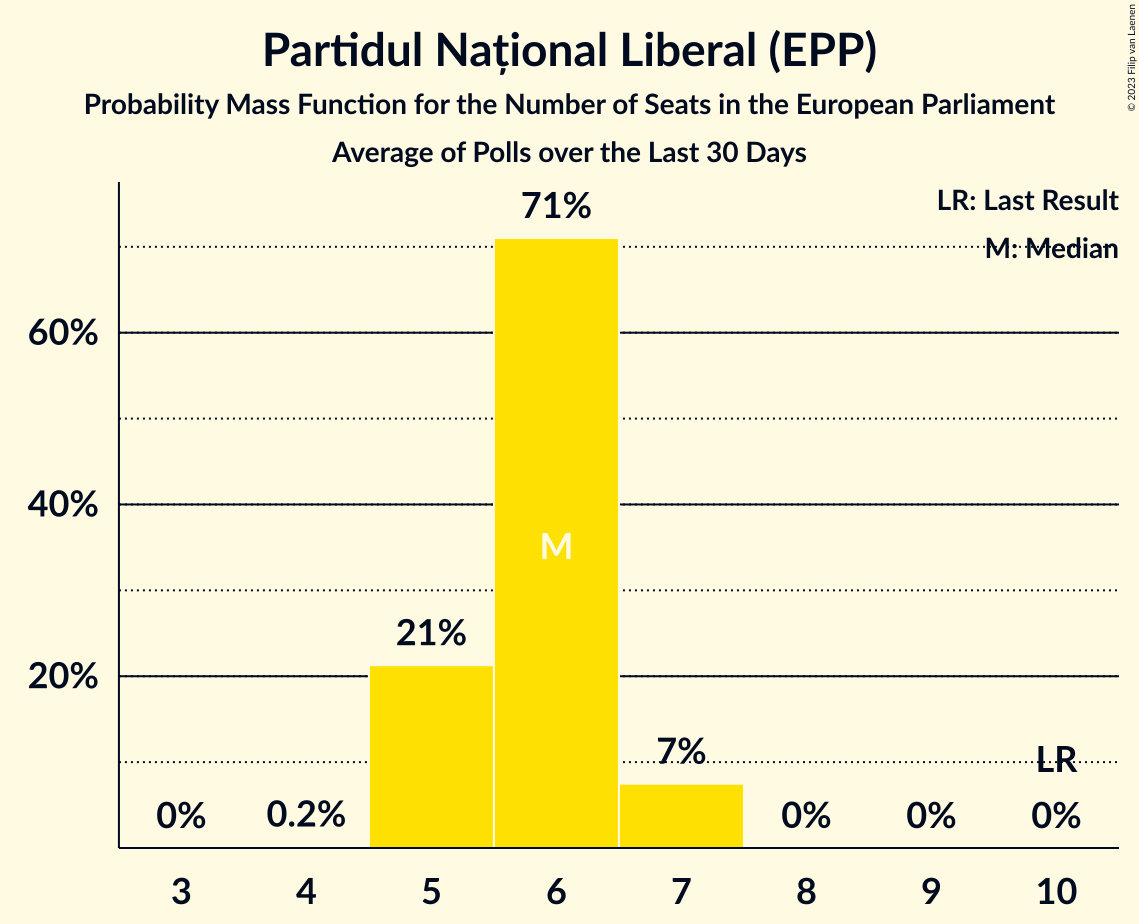 Partidul Național Liberal (EPP)
Probability Mass Function for the Number of Seats in the European Parliament
Average of Polls over the Last 30 Days
© 2023 Filip van Laenen
LR: Last Result
M: Median
71%
60%
40%
M
21%
20%
7%
LR
0%
0.2%
0%
0%
0%
3
4
5
6
7
8
9
10